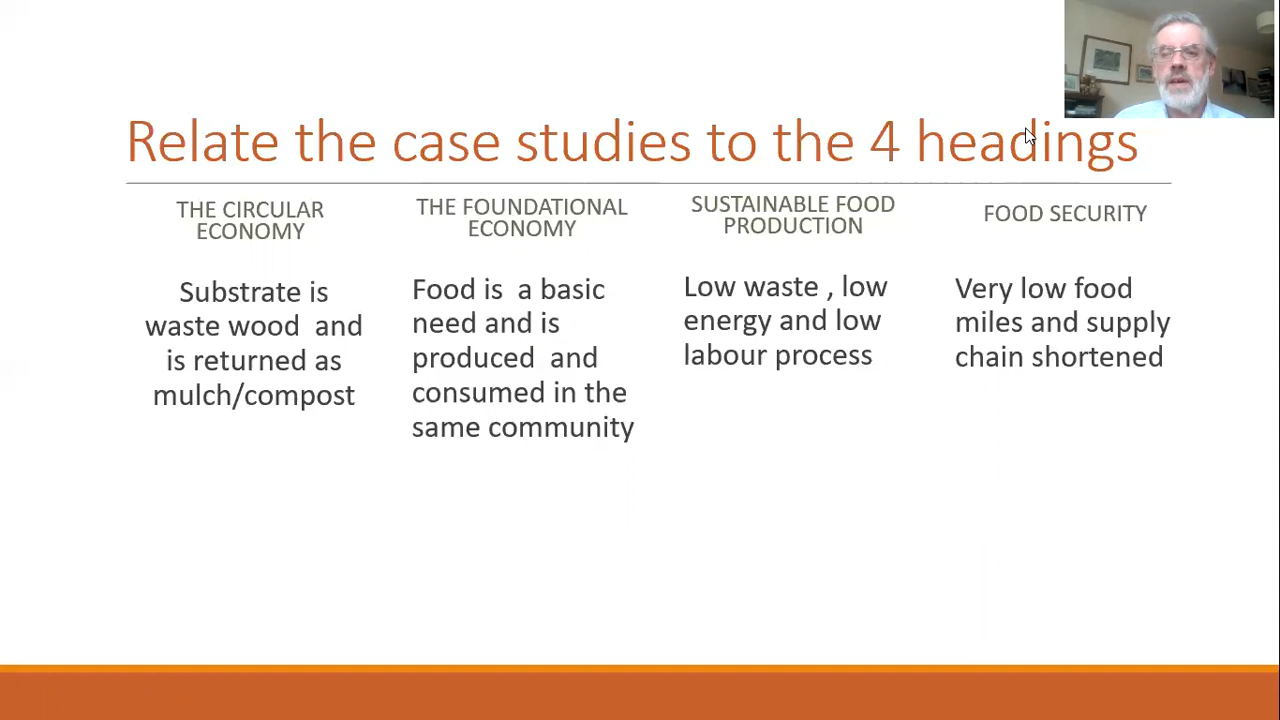 Relate the case studies to the 4 headings
THE CIRCULAR
ECONOMY
Substrate is
waste wood and
is returned as
mulch/compost
THE FOUNDATIONAL
ECONOMY
Food is a basic
need and is
produced and
consumed in the
same community
SUSTAINABLE FOOD
PRODUCTION
Low waste , low
energy and low
labour process
FOOD SECURITY
Very low food
miles and supply
chain shortened